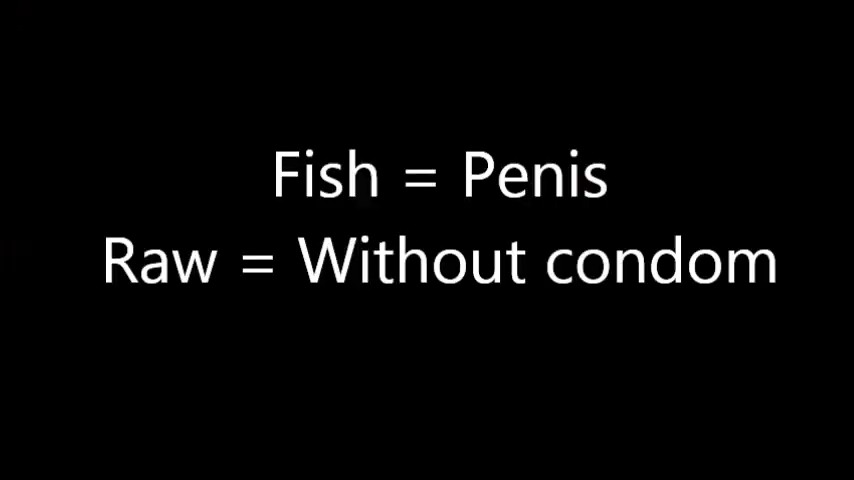 Fish = Penis
Raw = Without condom